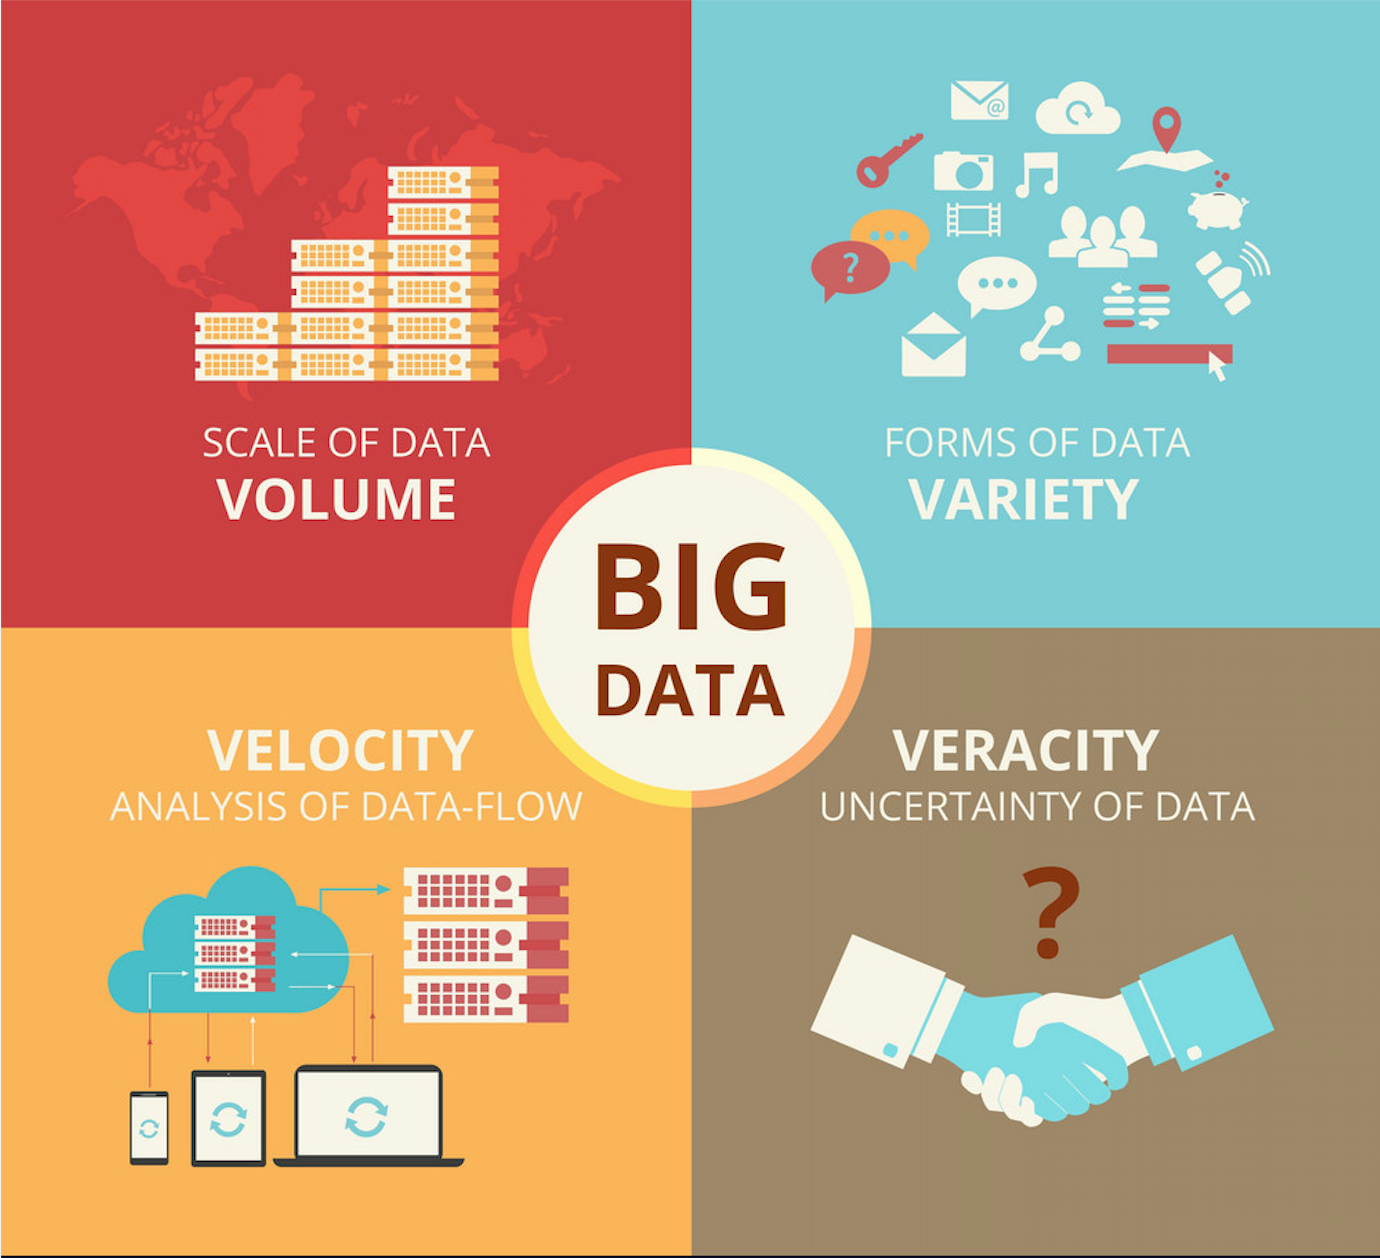 SCALE OF DATA
VOLUME
FORMS OF DATA
VARIETY
BIG
DATA
VELOCITY
ANALYSIS OF DATA-FLOW
VERACITY
UNCERTAINTY OF DATA
@
?
?